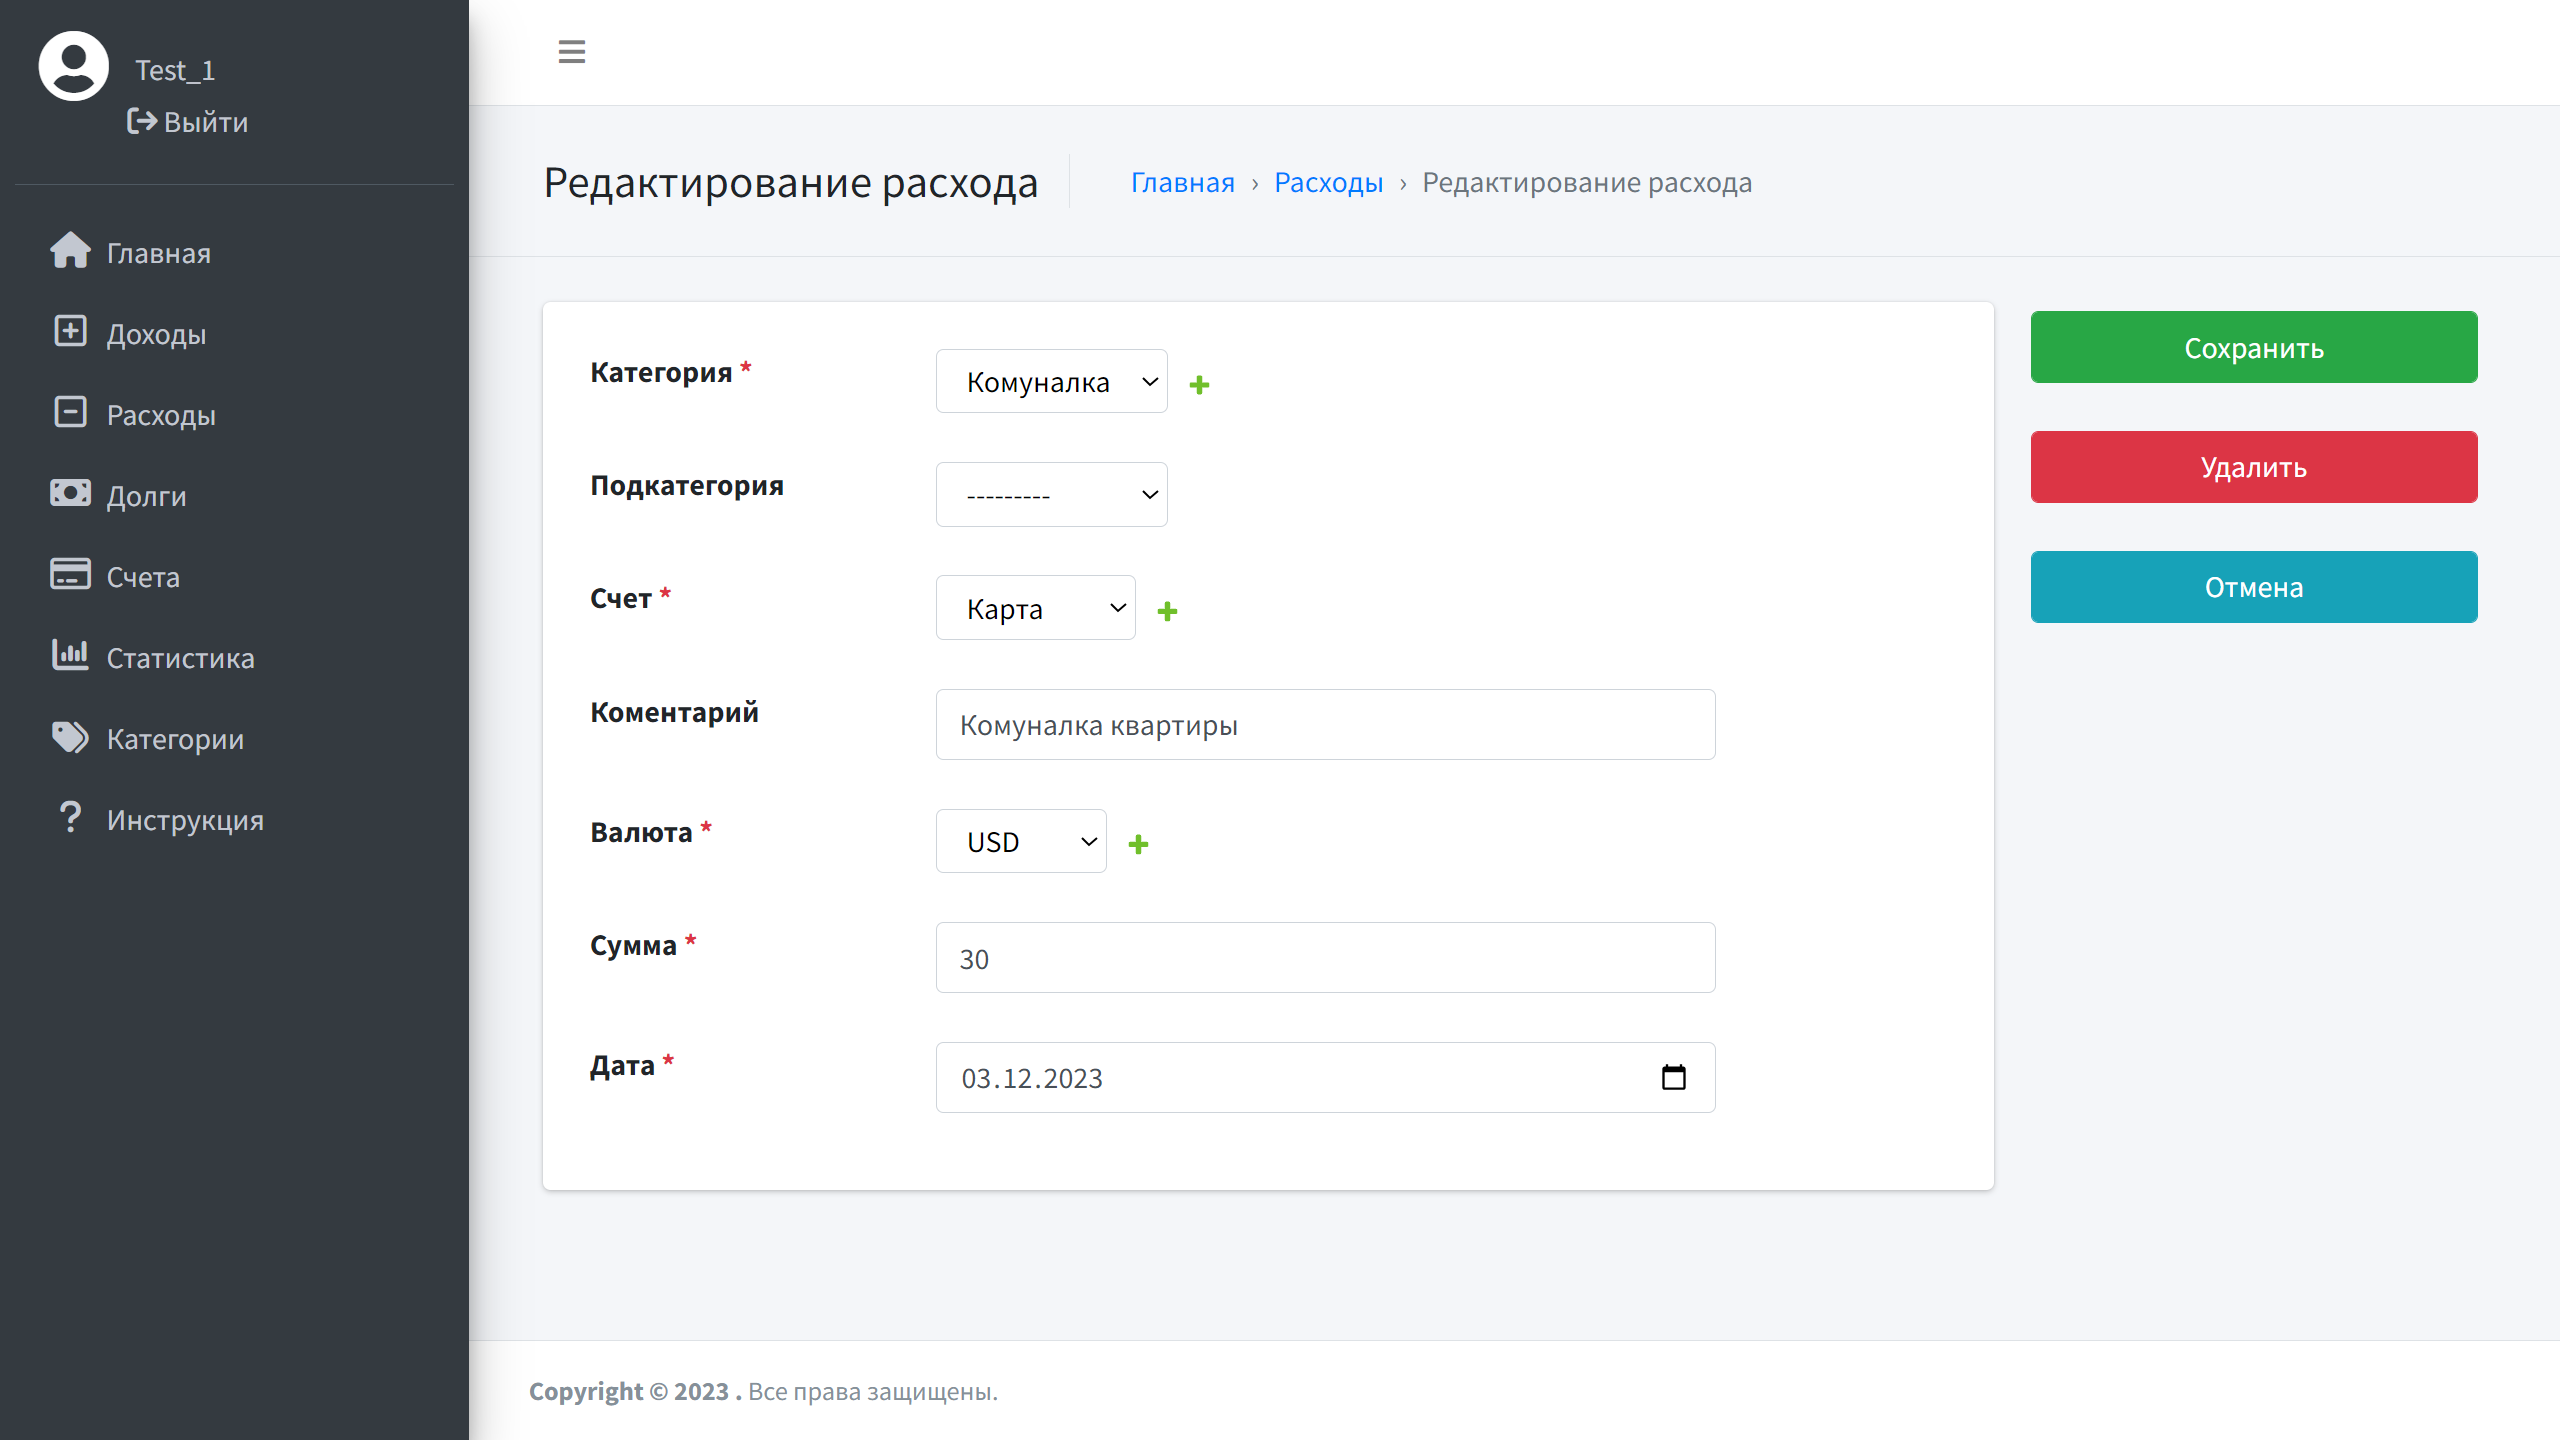 Test_1
Выйти
Главная
Доходы
Расходы
Долги
Счета
Статистика
Категории
Инструкция
Редактирование расхода
Главная › Расходы › Редактирование расхода
Категория *
Комуналка
Подкатегория
---------
Счет *
Карта
Коментарий
Комуналка квартиры
Валюта *
USD
Сумма *
30
Дата *
03.12.2023
Сохранить
Удалить
Отмена
Copyright © 2023 . Все права защищены.